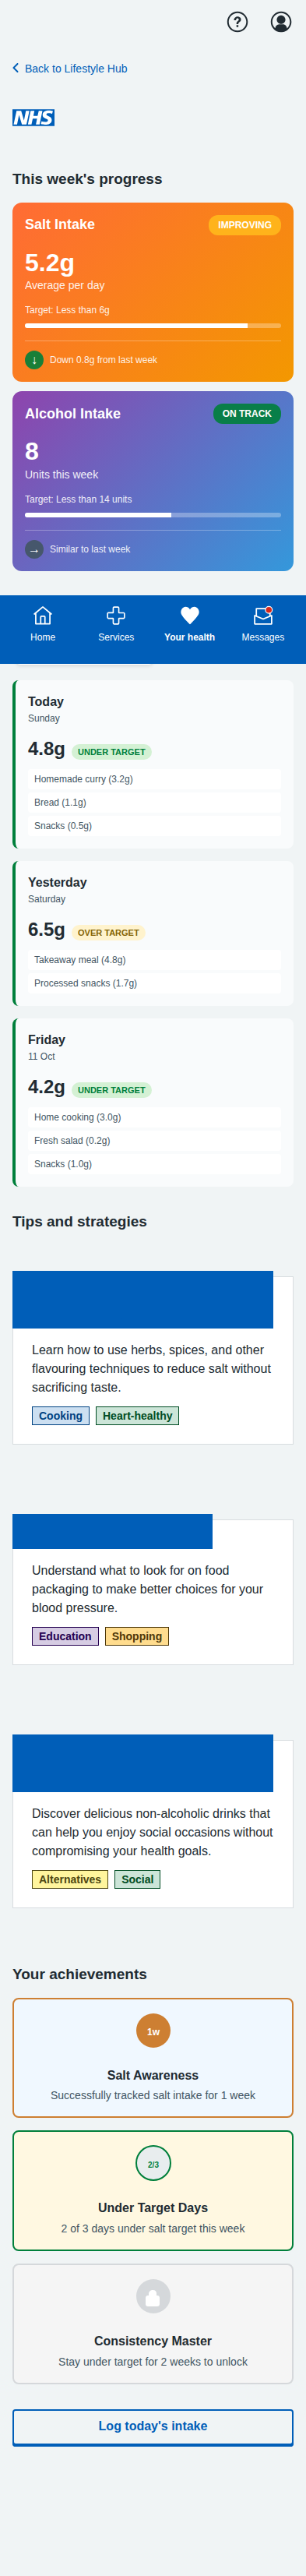 Back to Lifestyle Hub
NHS
This week's progress
Salt Intake
IMPROVING
5.2g
Average per day
Target: Less than 6g
↓ Down 0.8g from last week
Alcohol Intake
ON TRACK
8
Units this week
Target: Less than 14 units
→ Similar to last week
Home
Services
Your health
Messages
Today
Sunday
4.8g UNDER TARGET
Homemade curry (3.2g)
Bread (1.1g)
Snacks (0.5g)
Yesterday
Saturday
6.5g OVER TARGET
Takeaway meal (4.8g)
Processed snacks (1.7g)
Friday
11 Oct
4.2g UNDER TARGET
Home cooking (3.0g)
Fresh salad (0.2g)
Snacks (1.0g)
Tips and strategies
Learn how to use herbs, spices, and other
flavouring techniques to reduce salt without
sacrificing taste.
Cooking Heart-healthy
Understand what to look for on food
packaging to make better choices for your
blood pressure.
Education Shopping
Discover delicious non-alcoholic drinks that
can help you enjoy social occasions without
compromising your health goals.
Alternatives Social
Your achievements
1w
Salt Awareness
Successfully tracked salt intake for 1 week
2/3
Under Target Days
2 of 3 days under salt target this week
Consistency Master
Stay under target for 2 weeks to unlock
Log today's intake